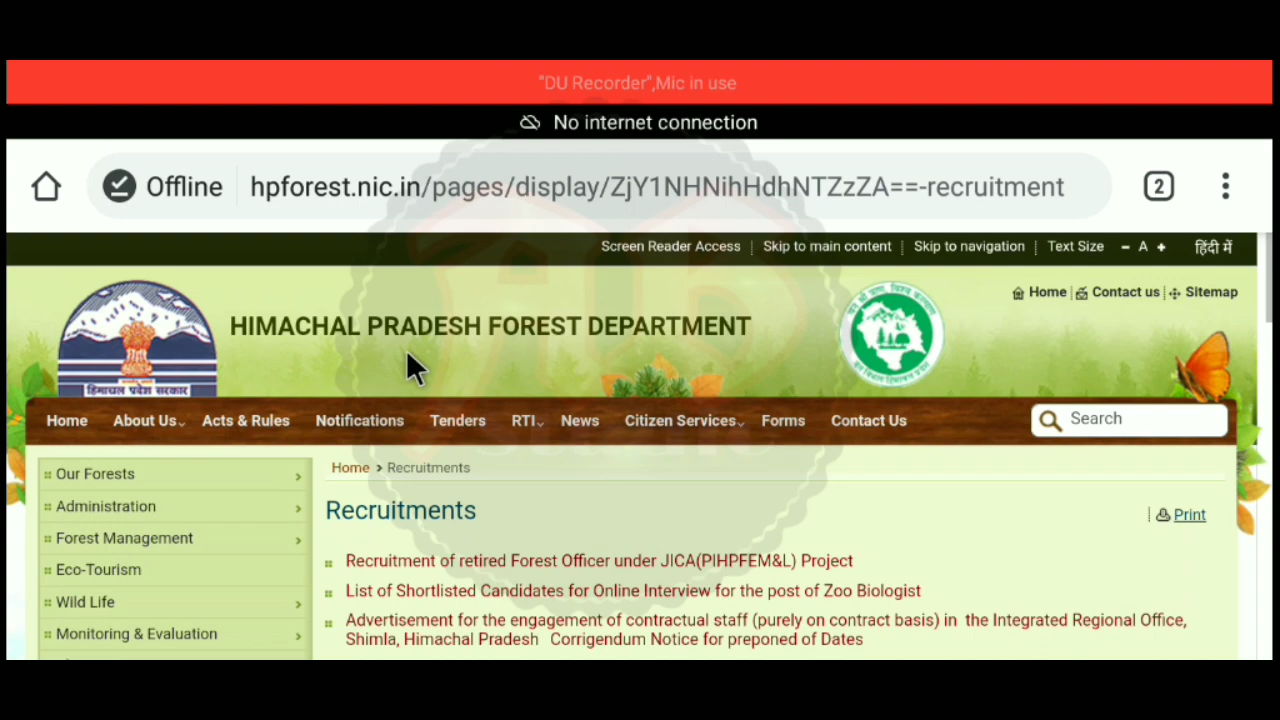 "DU Recorder",Mic in use
No internet connection
Offline hpforest.nic.in/pages/display/ZjY1NHNihHdhNTZzZA==-recruitment 2
Screen Reader Access Skip to main content Skip to navigation Text Size - A + हिंदी में
Home Contact us Sitemap
HIMACHAL PRADESH FOREST DEPARTMENT
हिमाचल प्रदेश सरकार
Home About Us Acts & Rules Notifications Tenders RTI News Citizen Services Forms Contact Us Search
Our Forests
Administration
Forest Management
Eco-Tourism
Wild Life
Monitoring & Evaluation
Home > Recruitments
Recruitments
Print
Recruitment of retired Forest Officer under JICA(PIHPFEM&L) Project
List of Shortlisted Candidates for Online Interview for the post of Zoo Biologist
Advertisement for the engagement of contractual staff (purely on contract basis) in the Integrated Regional Office,
Shimla, Himachal Pradesh Corrigendum Notice for preponed of Dates